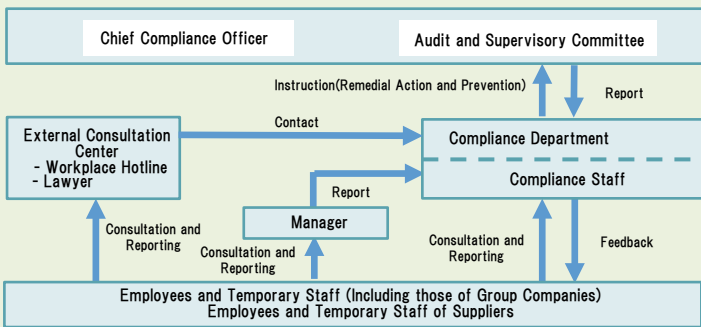 Chief Compliance Officer
Audit and Supervisory Committee
Instruction(Remedial Action and Prevention)
Report
Contact
External Consultation
Center
- Workplace Hotline
- Lawyer
Compliance Department
Compliance Staff
Report
Manager
Consultation and
Reporting
Consultation and
Reporting
Consultation and
Reporting
Feedback
Employees and Temporary Staff (Including those of Group Companies)
Employees and Temporary Staff of Suppliers